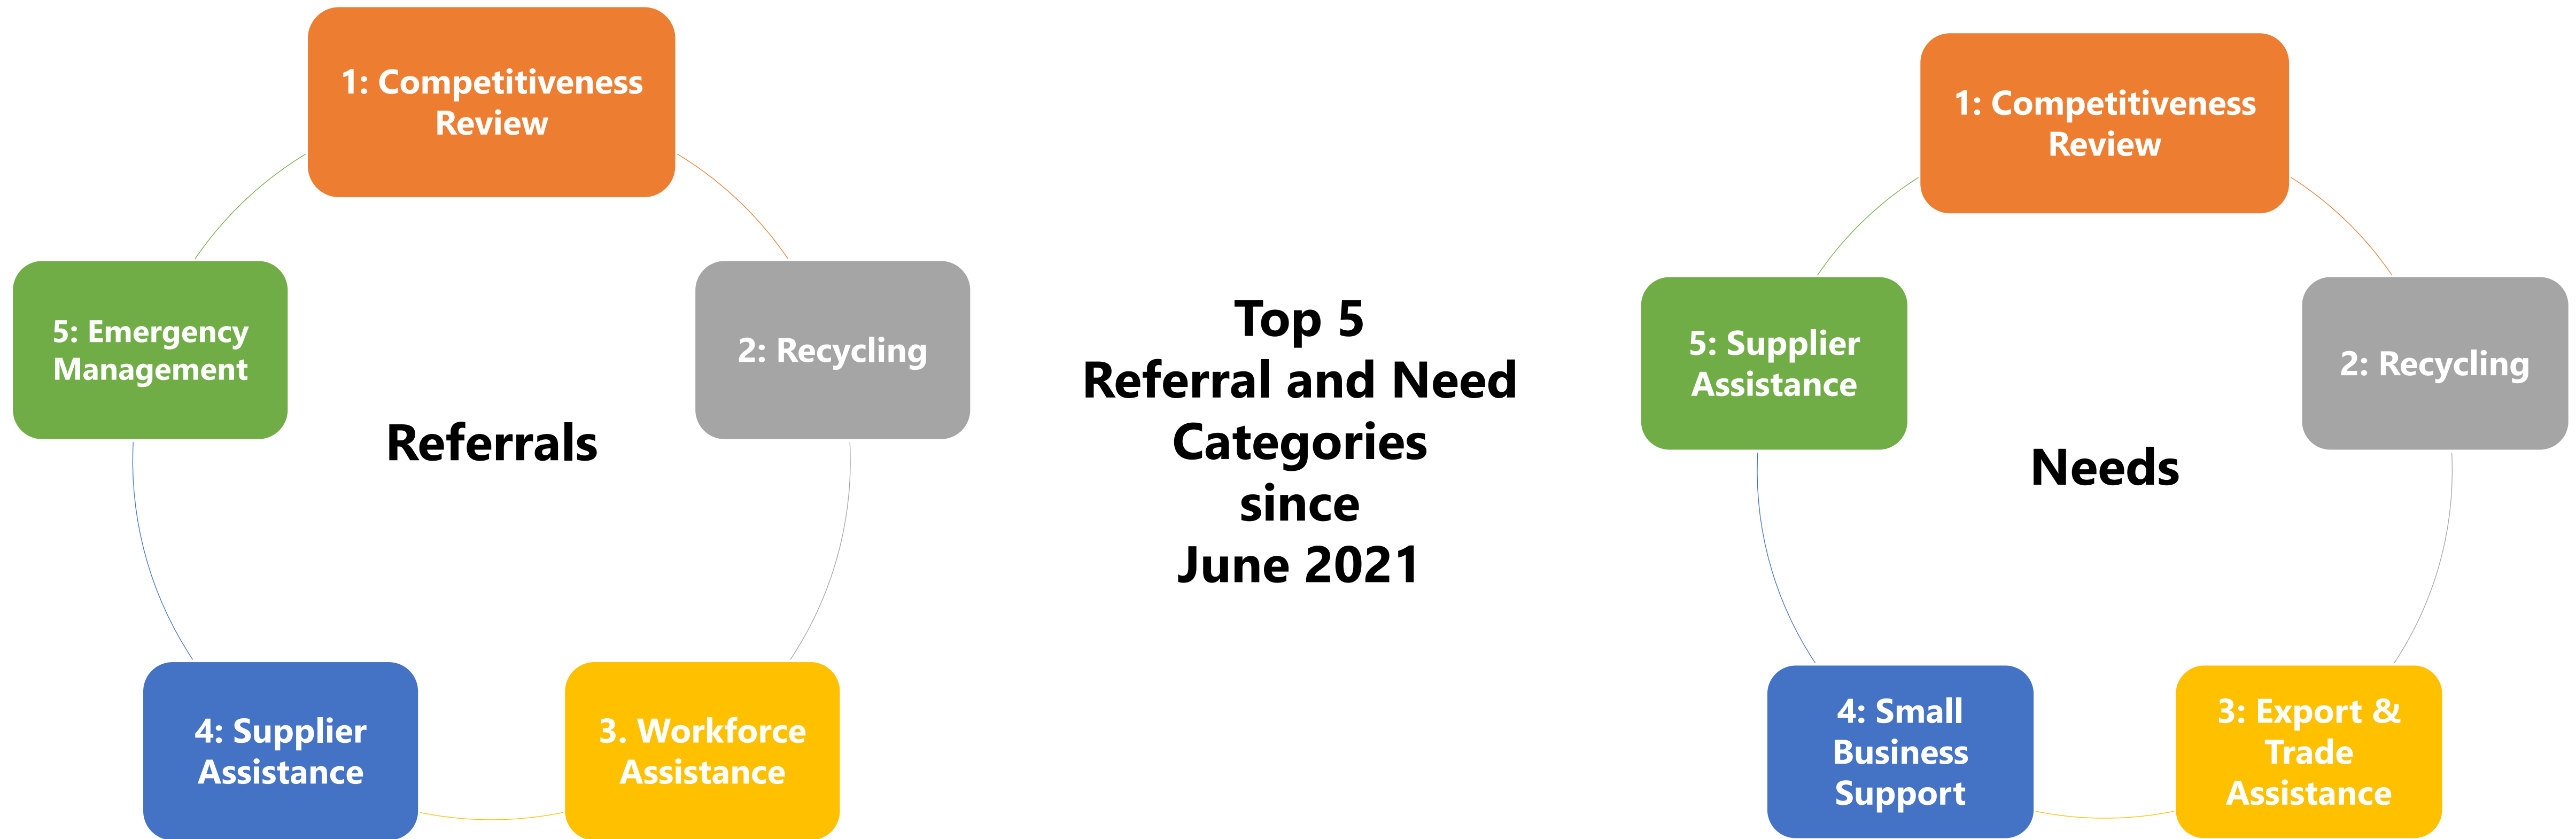 1: Competitiveness
Review
2: Recycling
3. Workforce
Assistance
4: Supplier
Assistance
5: Emergency
Management
Referrals
Top 5
Referral and Need
Categories
since
June 2021
1: Competitiveness
Review
2: Recycling
3: Export &
Trade
Assistance
4: Small
Business
Support
5: Supplier
Assistance
Needs